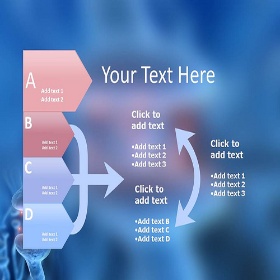 Your Text Here
A
Add text 1
Add text 2
B
Add text 1
Add text 2
C
Add text 1
Add text 2
D
Add text 1
Add text 2
Click to
add text
•Add text 1
•Add text 2
•Add text 3
Click to
add text
•Add text B
•Add text C
•Add text D
Click to
add text
•Add text 1
•Add text 2
•Add text 3